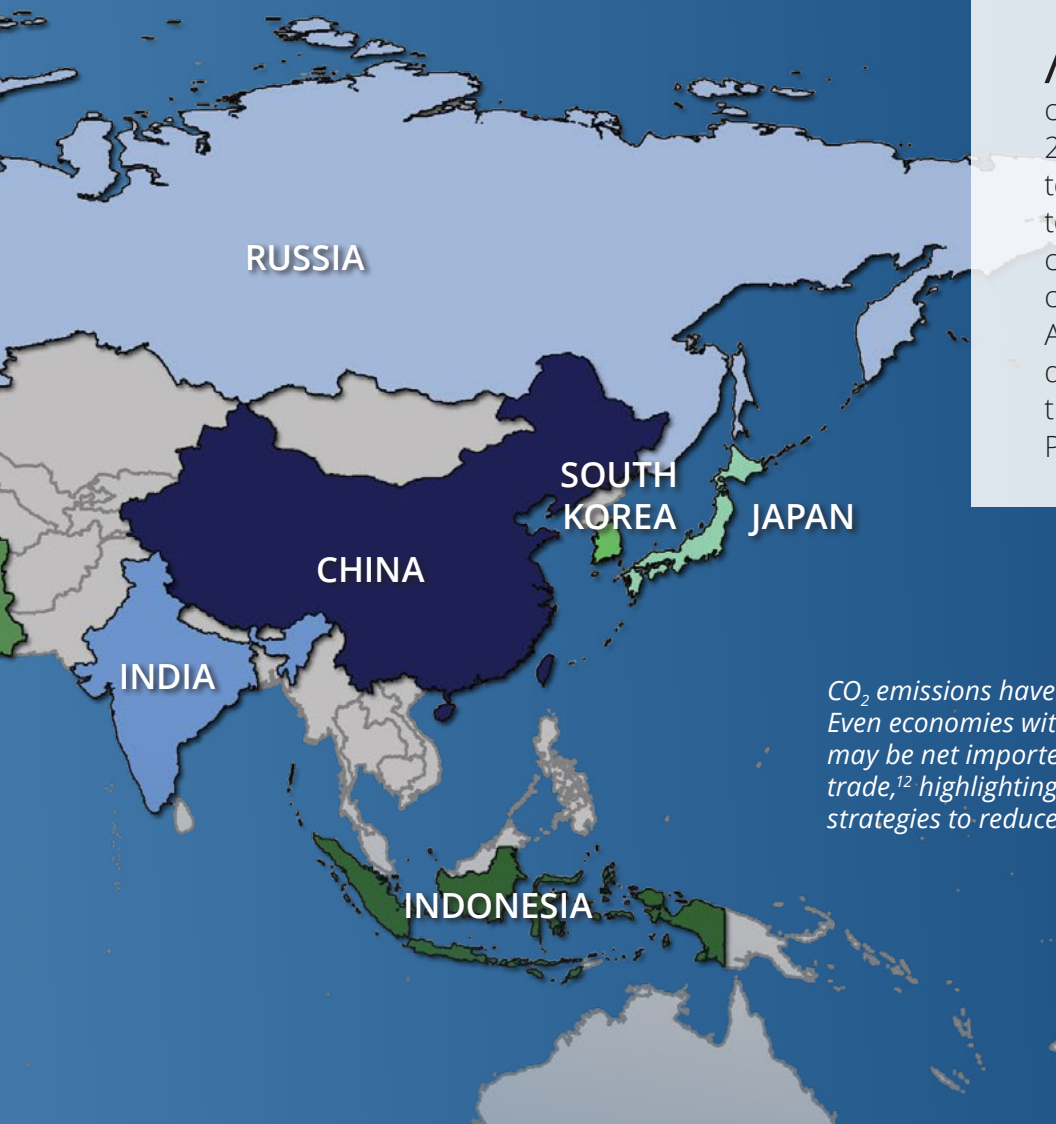 RUSSIA
SOUTH
KOREA
JAPAN
CHINA
INDIA
CO₂ emissions have
Even economies wit
may be net importe
trade,¹² highlighting
strategies to reduce
INDONESIA